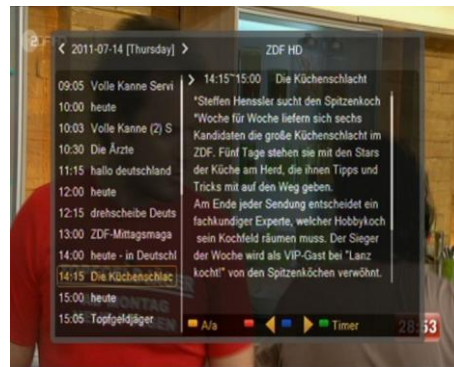 < 2011-07-14 [Thursday] >
ZDF HD
09:05 Volle Kanne Servi
10:00 heute
10:03 Volle Kanne (2) S
10:30 Die Ärzte
11:15 hallo deutschland
12:00 heute
12:15 drehscheibe Deuts
13:00 ZDF-Mittagsmaga
14:00 heute - in Deutschl
14:15 Die Küchenschlac
15:00 heute
15:05 Topfgeldjäger
> 14:15~15:00 Die Küchenschlacht
"Steffen Henssler sucht den Spitzenkoch
"Woche für Woche liefern sich sechs
Kandidaten die große Küchenschlacht im
ZDF. Fünf Tage stehen sie mit den Stars
der Küche am Herd, die ihnen Tipps und
Tricks mit auf den Weg geben.
Am Ende jeder Sendung entscheidet ein
fachkundiger Experte, welcher Hobbykoch
sein Kochfeld räumen muss. Der Sieger
der Woche wird als VIP-Gast bei "Lanz
kocht!" von den Spitzenköchen verwöhnt.
A/a
Timer
28:53
MONTAG